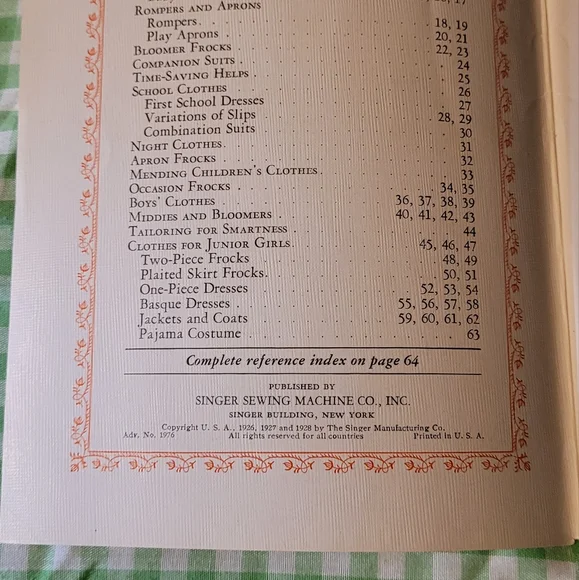 Rompers and Aprons
Rompers . 18, 19
Play Aprons . 20, 21
Bloomer Frocks . 22, 23
Companion Suits . 24
Time-Saving Helps . 25
School Clothes . 26
First School Dresses . 27
Variations of Slips . 28, 29
Combination Suits . 30
Night Clothes . 31
Apron Frocks . 32
Mending Children's Clothes . 33
Occasion Frocks . 34, 35
Boys' Clothes . 36, 37, 38, 39
Middies and Bloomers . 40, 41, 42, 43
Tailoring for Smartness . 44
Clothes for Junior Girls . 45, 46, 47
Two-Piece Frocks . 48, 49
Plaited Skirt Frocks . 50, 51
One-Piece Dresses . 52, 53, 54
Basque Dresses . 55, 56, 57, 58
Jackets and Coats . 59, 60, 61, 62
Pajama Costume . 63
Complete reference index on page 64
PUBLISHED BY
SINGER SEWING MACHINE CO., INC.
SINGER BUILDING, NEW YORK
Copyright U. S. A., 1926, 1927 and 1928 by The Singer Manufacturing Co.
Adv. No. 1976 All rights reserved for all countries Printed in U. S. A.